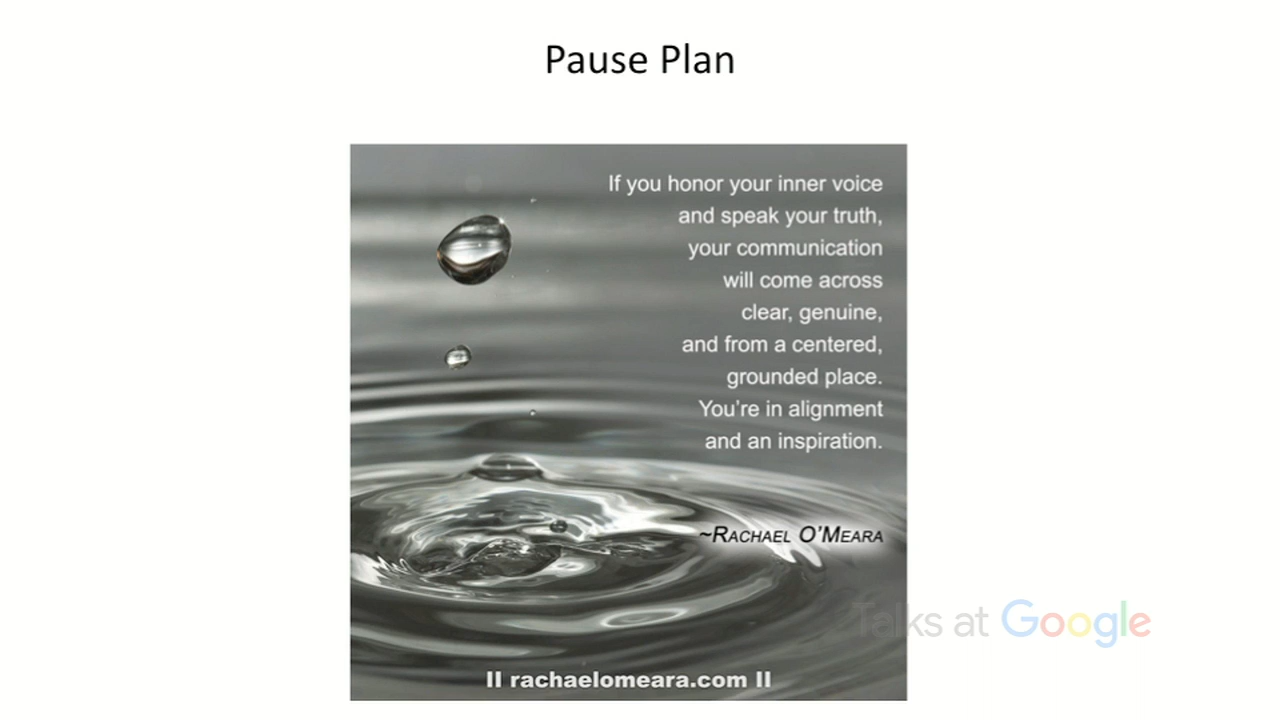 Pause Plan
If you honor your inner voice
and speak your truth,
your communication
will come across
clear, genuine,
and from a centered,
grounded place.
You're in alignment
and an inspiration.
~RACHAEL O'MEARA
Talks at Google
II rachaelomeara.com II